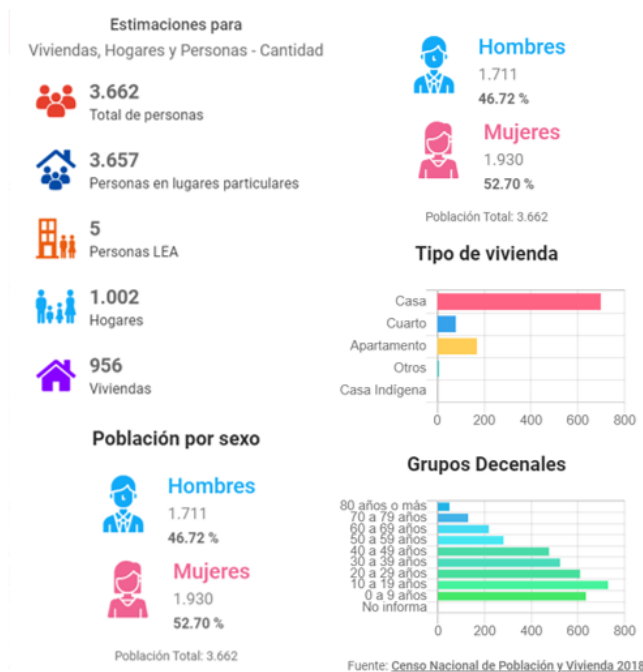 Estimaciones para
Viviendas, Hogares y Personas - Cantidad
3.662
Total de personas
3.657
Personas en lugares particulares
5
Personas LEA
1.002
Hogares
956
Viviendas
Población por sexo
Hombres
1.711
46.72 %
Mujeres
1.930
52.70 %
Población Total: 3.662
Hombres
1.711
46.72 %
Mujeres
1.930
52.70 %
Población Total: 3.662
Tipo de vivienda
Casa
Cuarto
Apartamento
Otros
Casa Indígena
0 200 400 600 800
Grupos Decenales
80 años o más
70 a 79 años
60 a 69 años
50 a 59 años
40 a 49 años
30 a 39 años
20 a 29 años
10 a 19 años
0 a 9 años
No informa
0 200 400 600 800
Fuente: Censo Nacional de Población y Vivienda 2018